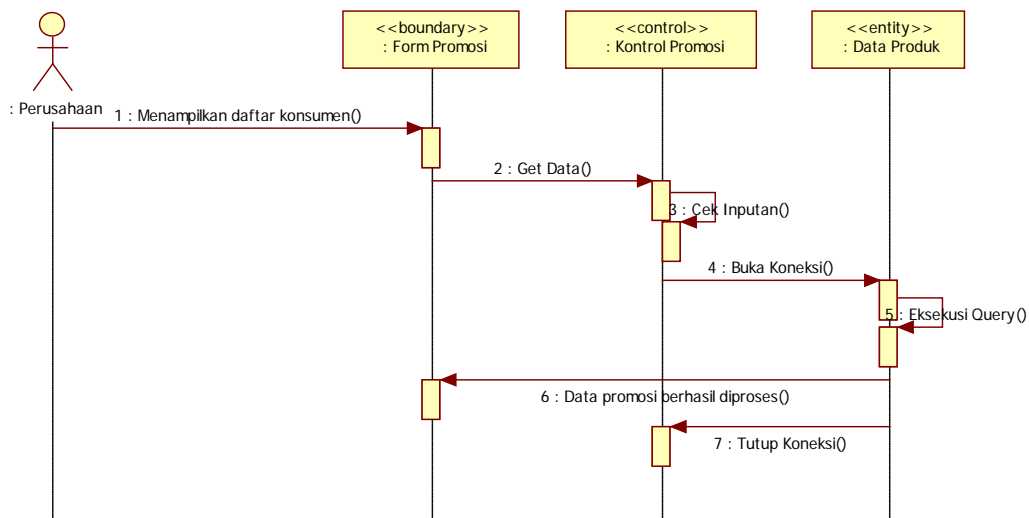 <<boundary>>
: Form Promosi
<<control>>
: Kontrol Promosi
<<entity>>
: Data Produk
: Perusahaan
1 : Menampilkan daftar konsumen()
2 : Get Data()
3 : Cek Inputan()
4 : Buka Koneksi()
5 : Eksekusi Query()
6 : Data promosi berhasil diproses()
7 : Tutup Koneksi()